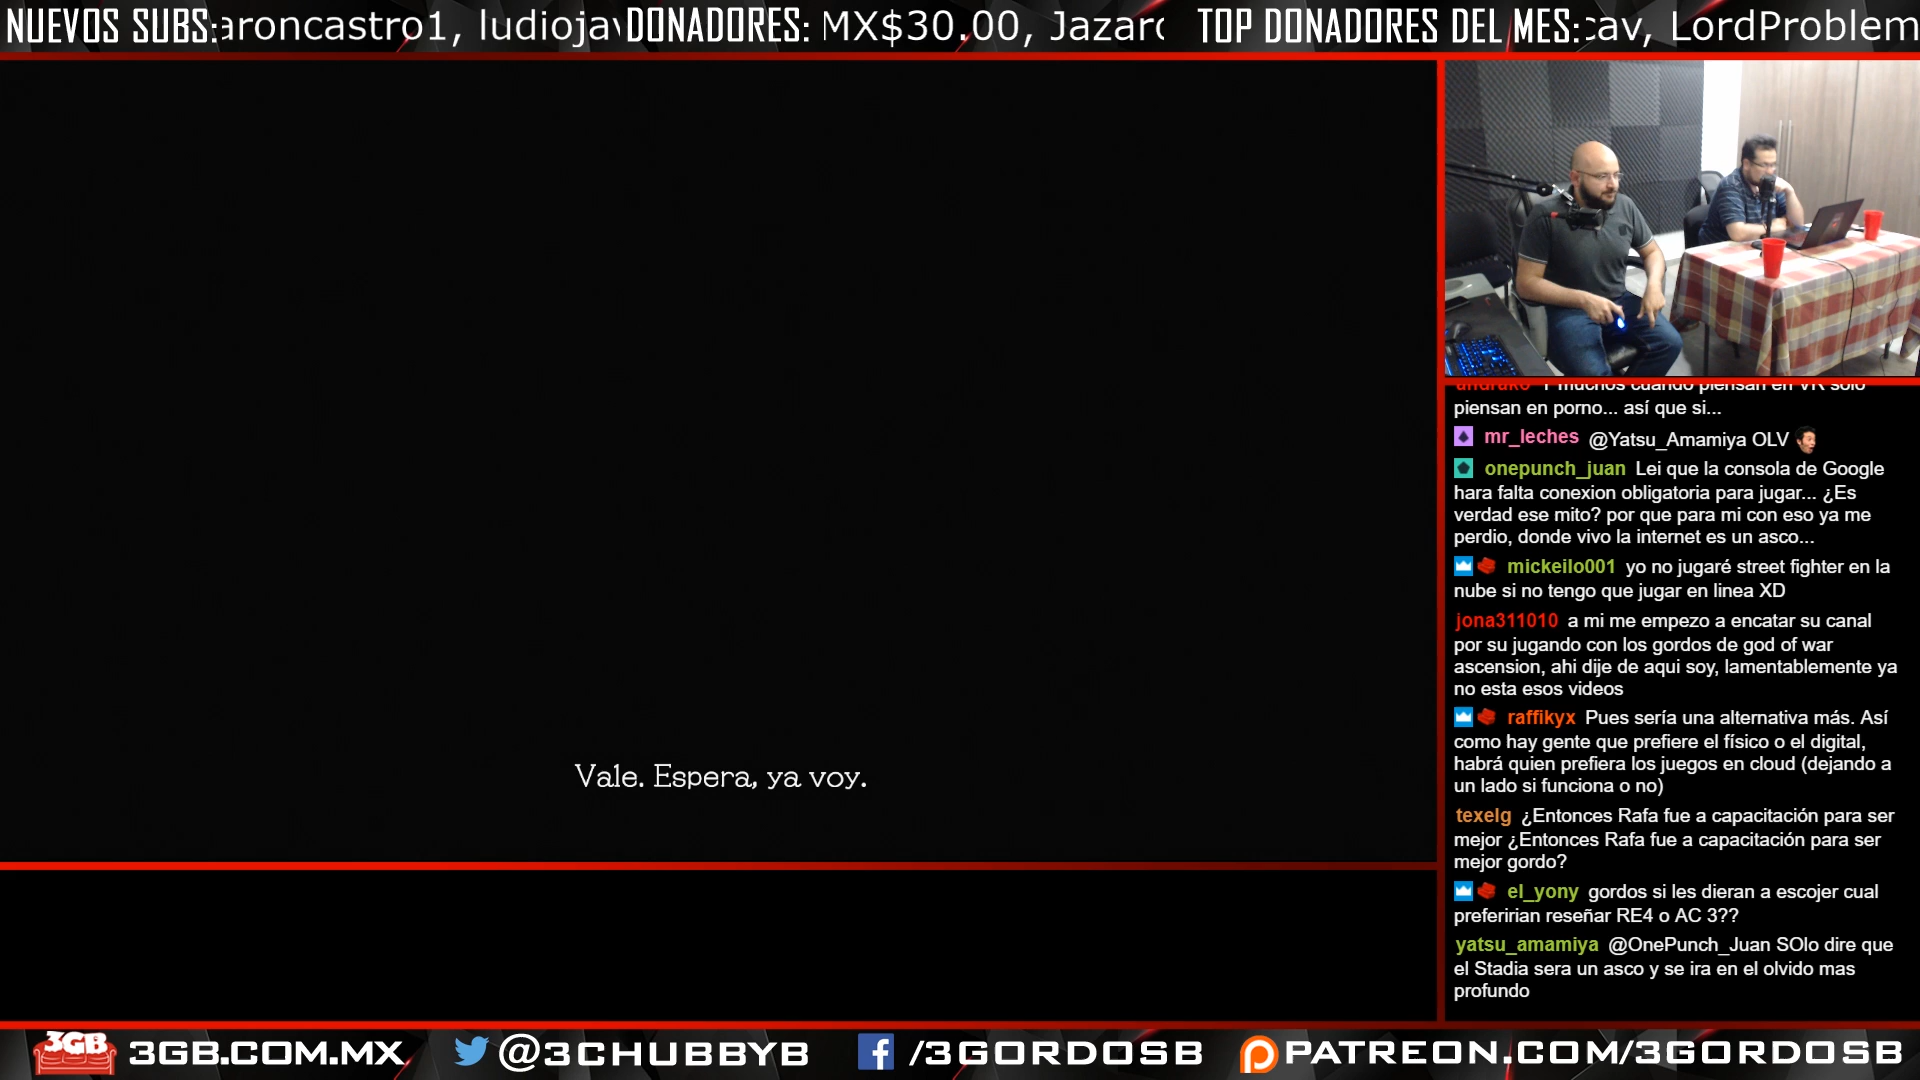 NUEVOS SUBS: aroncastro1, ludiojav DONADORES: MX$30.00, Jazar TOP DONADORES DEL MES: cav, LordProblem
andrako Y muchos cuando piensan en VR solo
piensan en porno... así que si...
mr_leches @Yatsu_Amamiya OLV
onepunch_juan Lei que la consola de Google
hara falta conexion obligatoria para jugar... ¿Es
verdad ese mito? por que para mi con eso ya me
perdio, donde vivo la internet es un asco...
mickeilo001 yo no jugaré street fighter en la
nube si no tengo que jugar en linea XD
jona311010 a mi me empezo a encatar su canal
por su jugando con los gordos de god of war
ascension, ahi dije de aqui soy, lamentablemente ya
no esta esos videos
raffikyx Pues sería una alternativa más. Así
como hay gente que prefiere el físico o el digital,
habrá quien prefiera los juegos en cloud (dejando a
un lado si funciona o no)
texelg ¿Entonces Rafa fue a capacitación para ser
mejor ¿Entonces Rafa fue a capacitación para ser
mejor gordo?
el_yony gordos si les dieran a escojer cual
preferirian reseñar RE4 o AC 3??
yatsu_amamiya @OnePunch_Juan SOlo dire que
el Stadia sera un asco y se ira en el olvido mas
profundo
Vale. Espera, ya voy.
3GB 3GB.COM.MX @3CHUBBYB /3GORDOSB PATREON.COM/3GORDOSB